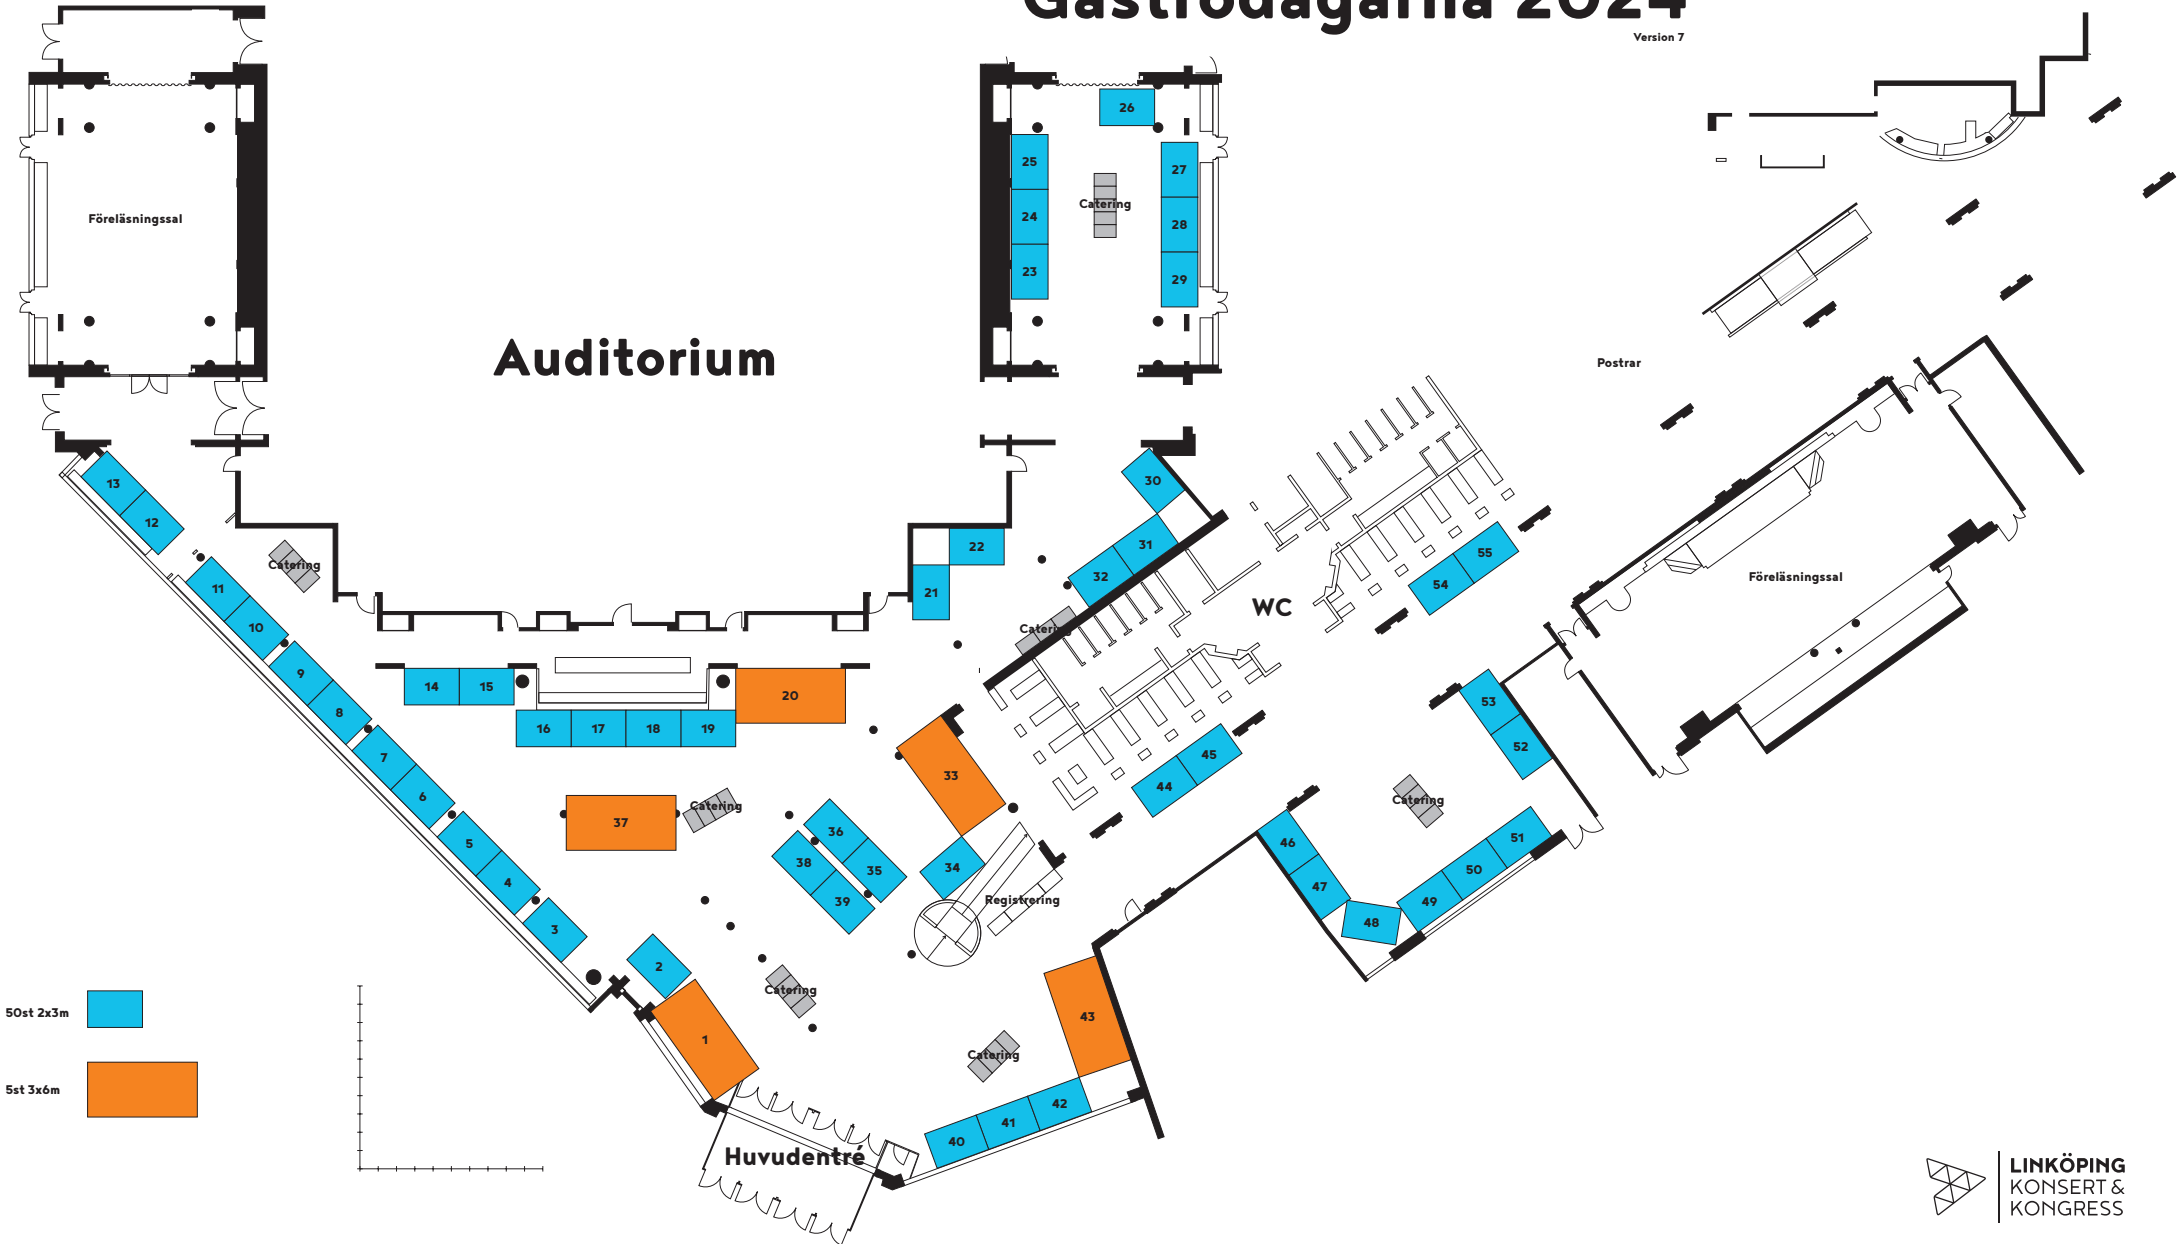 Gastrodagarna 2024
Version 7
26
25
27
Catering
24
28
23
29
Föreläsningssal
Auditorium
Postrar
13
12
30
22
31
32
21
Catering
Catering
11
10
55
54
WC
Föreläsningssal
9
8
14
15
20
16
17
18
19
53
52
7
6
33
45
44
37
Catering
Catering
36
35
38
39
34
Registrering
51
50
49
48
47
46
5
4
3
2
1
Catering
Catering
43
42
41
40
Huvudentré
50st 2x3m
5st 3x6m
LINKÖPING
KONSERT &
KONGRESS